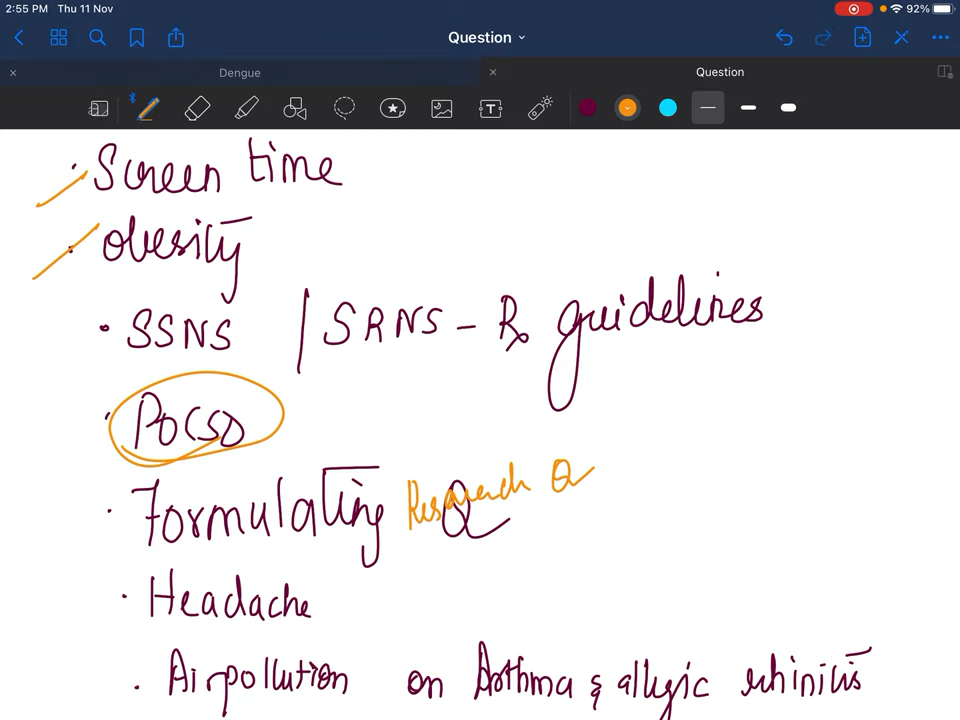 2:55 PM Thu 11 Nov 92%
Question
Dengue Question
T
· Screen time
· Obesity
· SSNS / SRNS - Rx guidelines
· POCSO
· Formulating Research Q Q
· Headache
· Air pollution on Asthma & allergic rhinitis